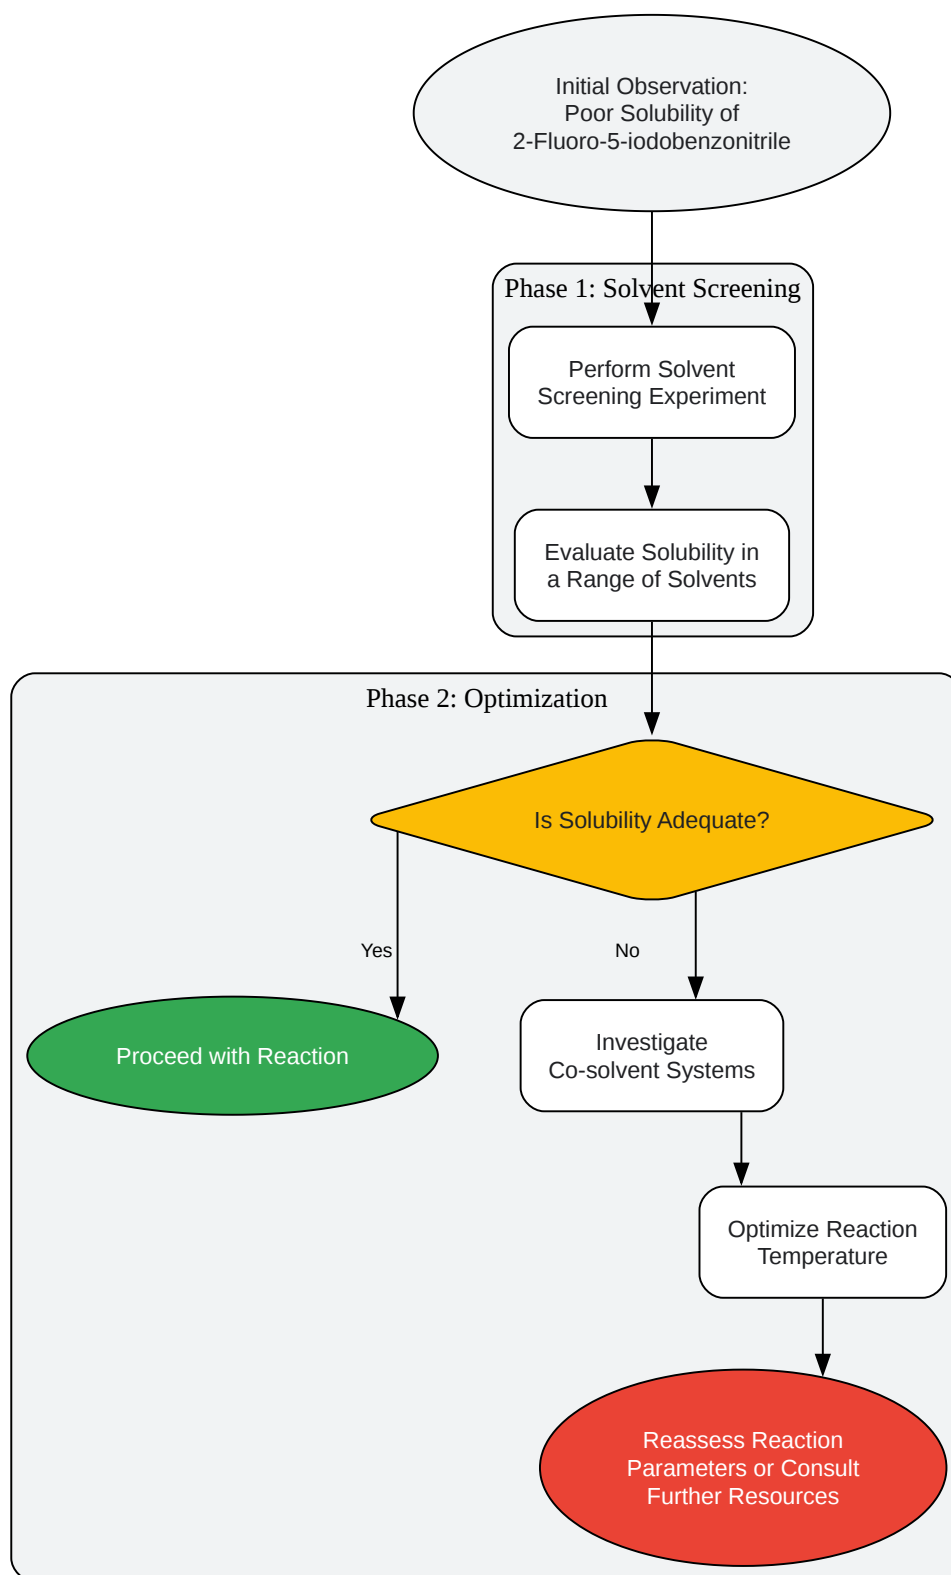 Initial Observation:
Poor Solubility of
2-Fluoro-5-iodobenzonitrile
Phase 1: Solvent Screening
Perform Solvent
Screening Experiment
Evaluate Solubility in
a Range of Solvents
Phase 2: Optimization
Is Solubility Adequate?
Yes
No
Proceed with Reaction
Investigate
Co-solvent Systems
Optimize Reaction
Temperature
Reassess Reaction
Parameters or Consult
Further Resources